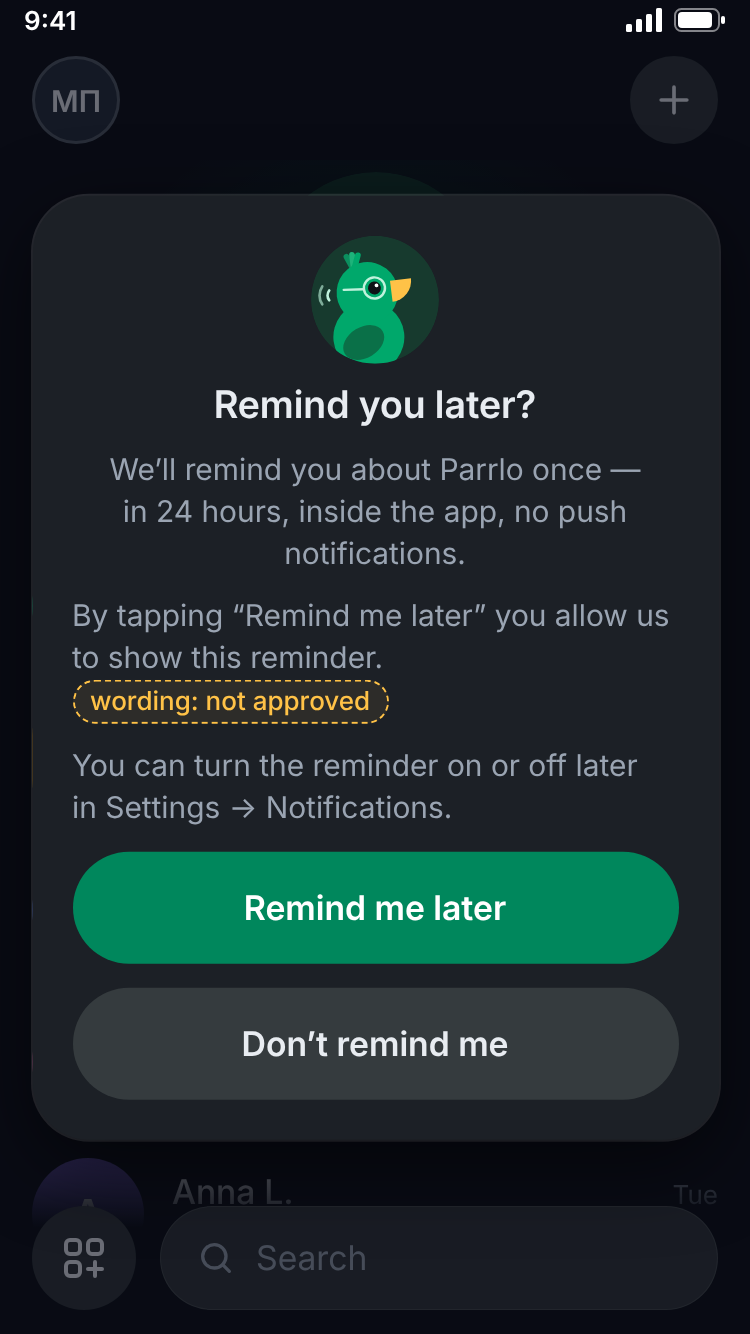 9:41
МП
Remind you later?
We’ll remind you about Parrlo once —
in 24 hours, inside the app, no push
notifications.
By tapping “Remind me later” you allow us
to show this reminder.
wording: not approved
You can turn the reminder on or off later
in Settings → Notifications.
Remind me later
Don’t remind me
Anna L.
Tue
Search